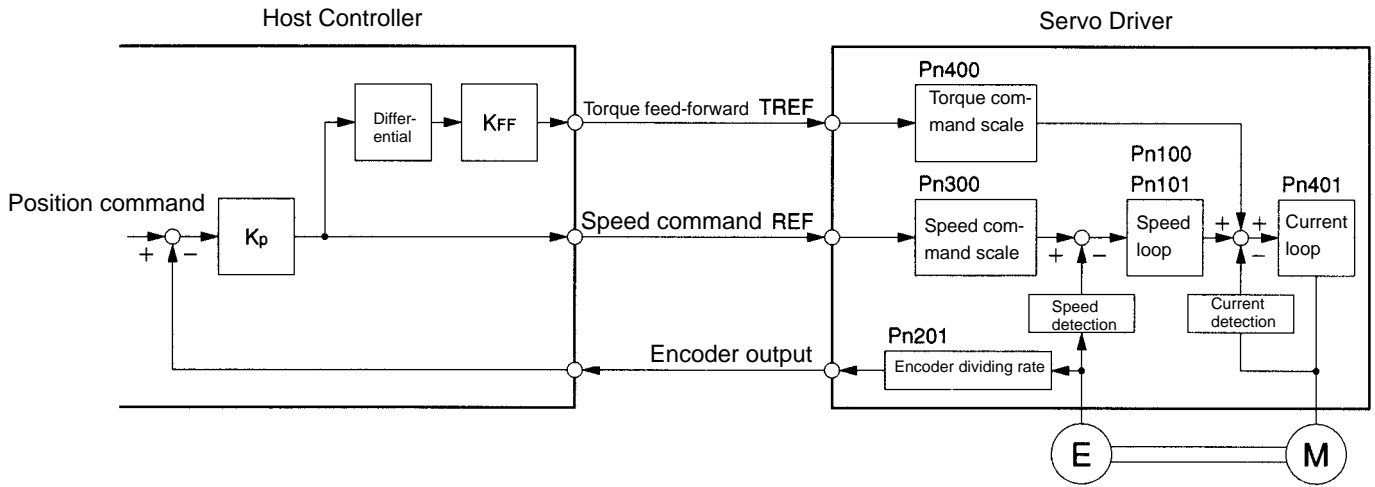 Host Controller
Servo Driver
Pn400
Differ-
ential
KFF
Torque feed-forward TREF
Torque com-
mand scale
Pn100
Pn300
Pn101
Pn401
Position command
Kp
Speed command REF
Speed com-
mand scale
Speed
loop
Current
loop
+
−
+
−
+
+
−
Speed
detection
Current
detection
Pn201
Encoder output
Encoder dividing rate
E
M